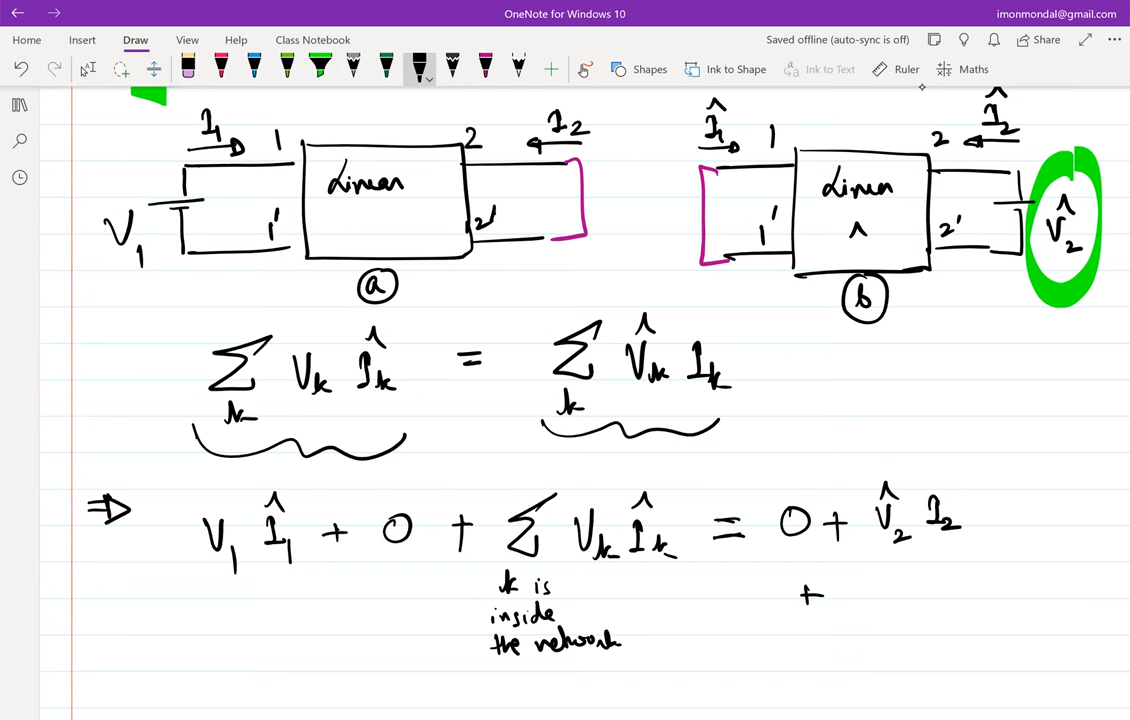 OneNote for Windows 10
imonmondal@gmail.com
Home Insert Draw View Help Class Notebook
Saved offline (auto-sync is off) Share
Shapes Ink to Shape Ink to Text Ruler Maths
I₁ 1 2 I₂
V₁ 1' Linear 2'
ⓐ
Î₁ 1 2 Î₂
1' Linear ^ 2' V̂₂
ⓑ
∑ₖ Vₖ Îₖ = ∑ₖ V̂ₖ Iₖ
⇒ V₁ Î₁ + 0 + ∑ Vₖ Îₖ = 0 + V̂₂ I₂
k is
inside
the network
+